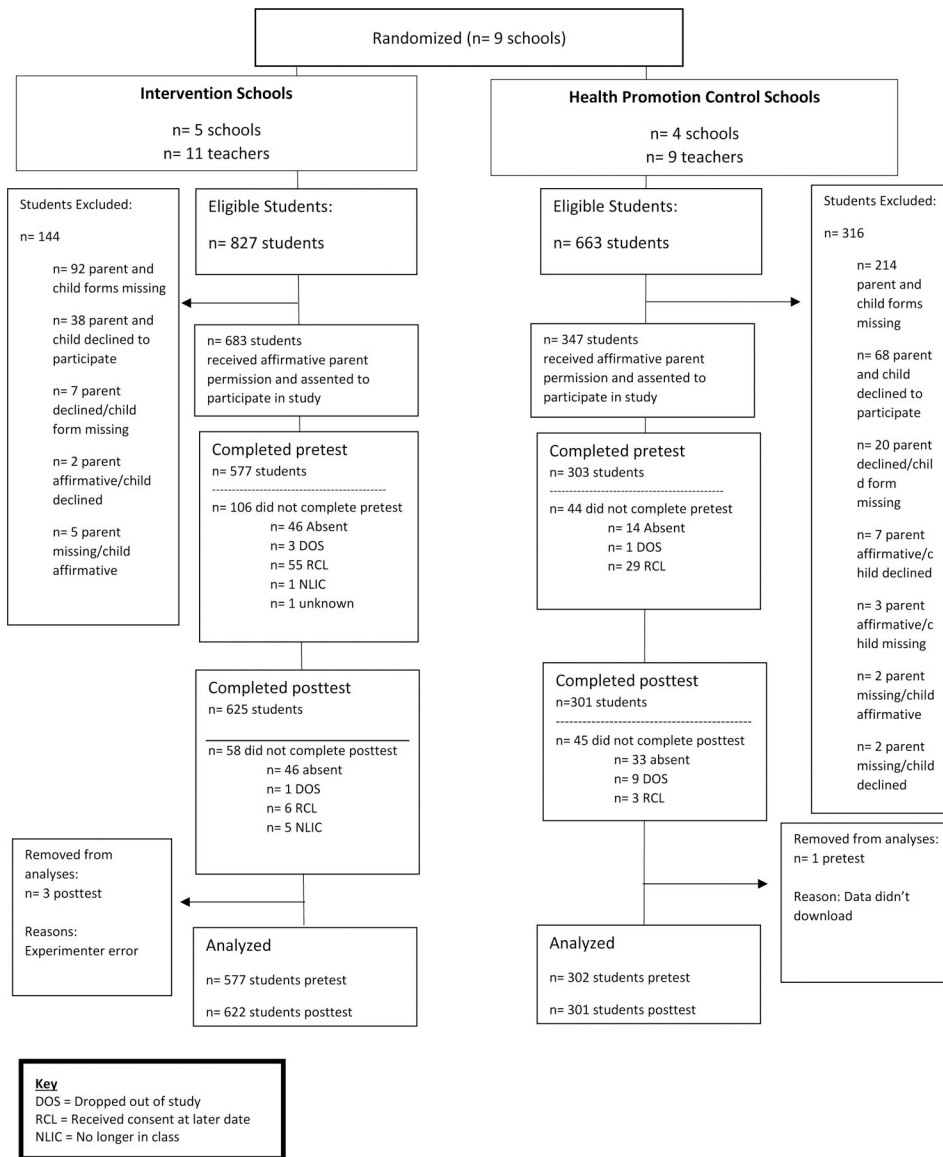 Randomized (n= 9 schools)
Intervention Schools
n= 5 schools
n= 11 teachers
Health Promotion Control Schools
n= 4 schools
n= 9 teachers
Students Excluded:
n= 144
n= 92 parent and
child forms missing
n= 38 parent and
child declined to
participate
n= 7 parent
declined/child
form missing
n= 2 parent
affirmative/child
declined
n= 5 parent
missing/child
affirmative
Eligible Students:
n= 827 students
n= 683 students
received affirmative parent
permission and assented to
participate in study
Completed pretest
n= 577 students
n= 106 did not complete pretest
n= 46 Absent
n= 3 DOS
n= 55 RCL
n= 1 NLIC
n= 1 unknown
Completed posttest
n= 625 students
n= 58 did not complete posttest
n= 46 absent
n= 1 DOS
n= 6 RCL
n= 5 NLIC
Removed from
analyses:
n= 3 posttest
Reasons:
Experimenter error
Analyzed
n= 577 students pretest
n= 622 students posttest
Eligible Students:
n= 663 students
n= 347 students
received affirmative parent
permission and assented to
participate in study
Completed pretest
n= 303 students
n= 44 did not complete pretest
n= 14 Absent
n= 1 DOS
n= 29 RCL
Completed posttest
n=301 students
n= 45 did not complete posttest
n= 33 absent
n= 9 DOS
n= 3 RCL
Analyzed
n= 302 students pretest
n= 301 students posttest
Students Excluded:
n= 316
n= 214
parent and
child forms
missing
n= 68 parent
and child
declined to
participate
n= 20 parent
declined/chil
d form
missing
n= 7 parent
affirmative/c
hild declined
n= 3 parent
affirmative/c
hild missing
n= 2 parent
missing/child
affirmative
n= 2 parent
missing/child
declined
Removed from analyses:
n= 1 pretest
Reason: Data didn’t
download
Key
DOS = Dropped out of study
RCL = Received consent at later date
NLIC = No longer in class